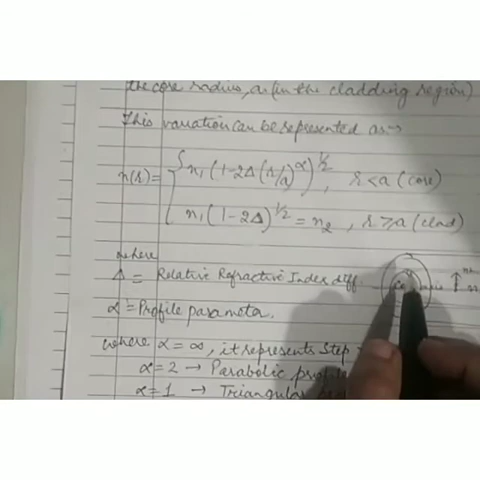 the core radius, a (in the cladding region)
This variation can be represented as →
n(r) = { n₁ (1-2Δ(r/a)^α)^1/2 , r < a (core)
n₁ (1-2Δ)^1/2 = n₂ , r ≥ a (clad)
where
Δ = Relative Refractive Index diff.
α = Profile parameter.
where α = ∞, it represents Step
α = 2 → Parabolic profile
α = 1 → Triangular